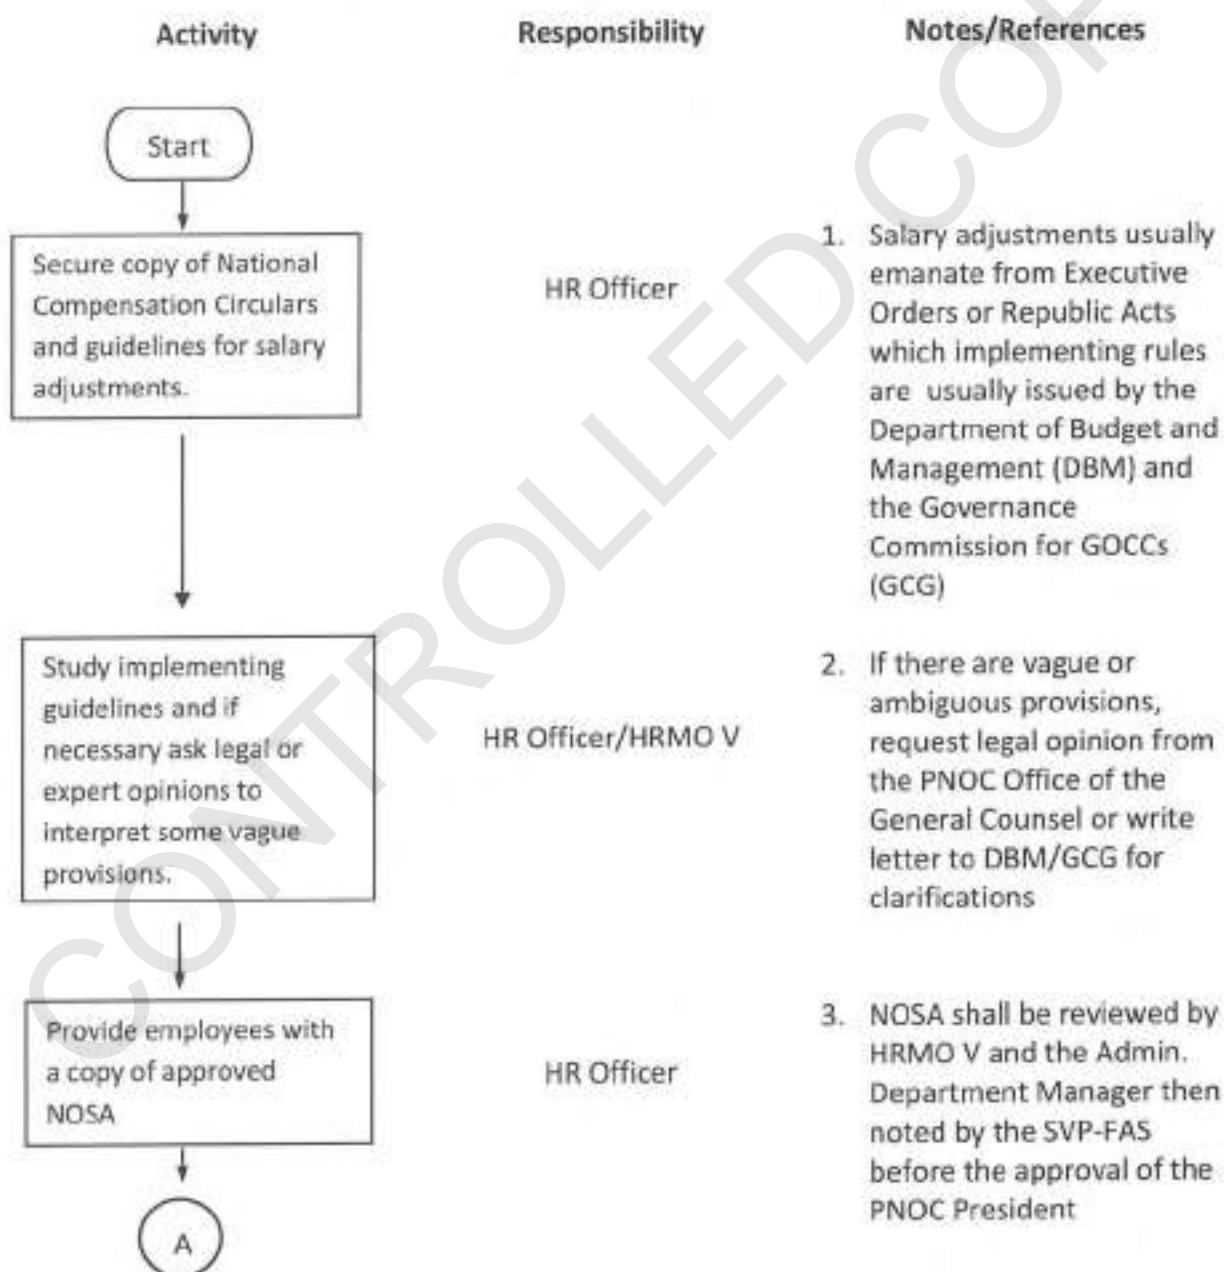 Activity
Responsibility
Notes/References
Start
Secure copy of National
Compensation Circulars
and guidelines for salary
adjustments.
HR Officer
1. Salary adjustments usually
emanate from Executive
Orders or Republic Acts
which implementing rules
are usually issued by the
Department of Budget and
Management (DBM) and
the Governance
Commission for GOCCs
(GCG)
Study implementing
guidelines and if
necessary ask legal or
expert opinions to
interpret some vague
provisions.
HR Officer/HRMO V
2. If there are vague or
ambiguous provisions,
request legal opinion from
the PNOC Office of the
General Counsel or write
letter to DBM/GCG for
clarifications
Provide employees with
a copy of approved
NOSA
HR Officer
3. NOSA shall be reviewed by
HRMO V and the Admin.
Department Manager then
noted by the SVP-FAS
before the approval of the
PNOC President
A
CONTROLLED COP